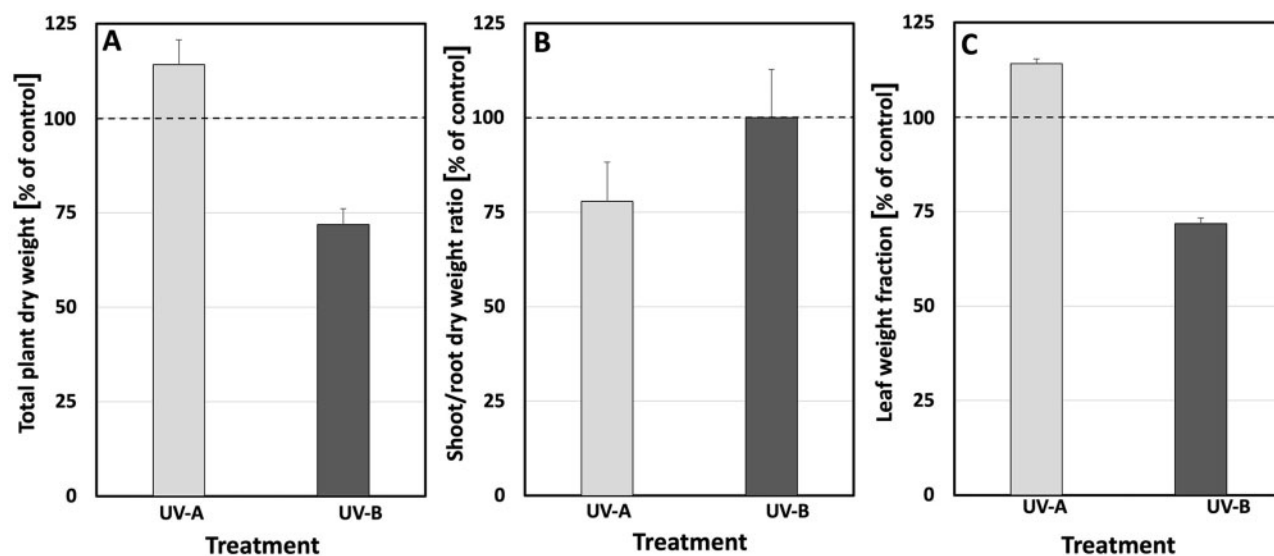 A
Total plant dry weight [% of control]
125
100
75
50
25
0
UV-A
UV-B
Treatment
B
Shoot/root dry weight ratio [% of control]
125
100
75
50
25
0
UV-A
UV-B
Treatment
C
Leaf weight fraction [% of control]
125
100
75
50
25
0
UV-A
UV-B
Treatment